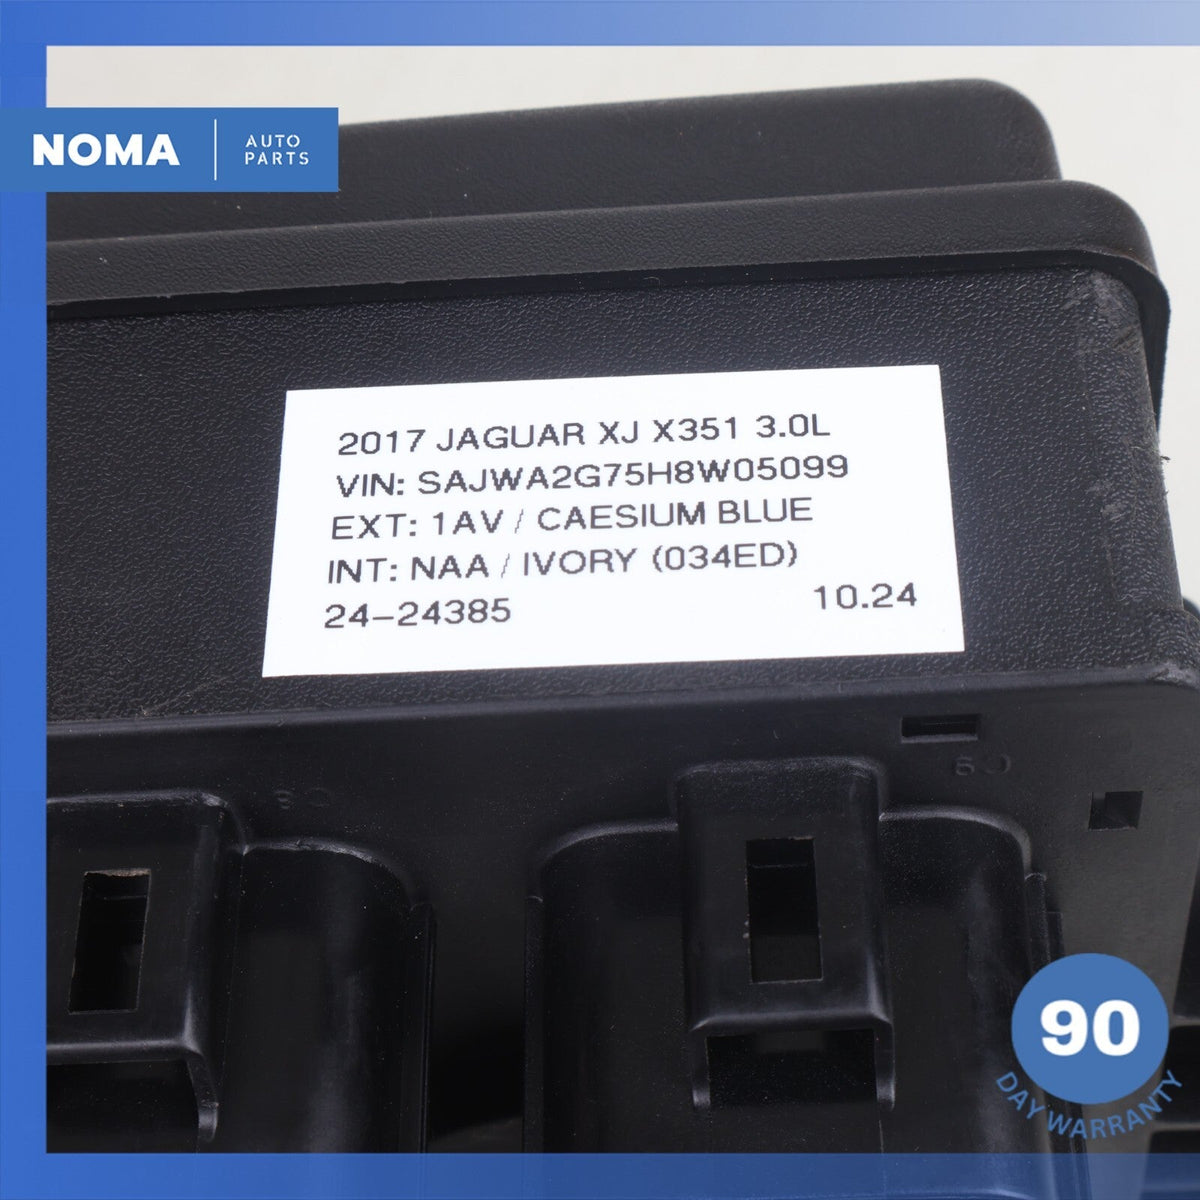 NOMA
AUTO
PARTS
2017 JAGUAR XJ X351 3.0L
VIN: SAJWA2G75H8W05099
EXT: 1AV / CAESIUM BLUE
INT: NAA / IVORY (034ED)
24-24385 10.24
90
DAY WARRANTY